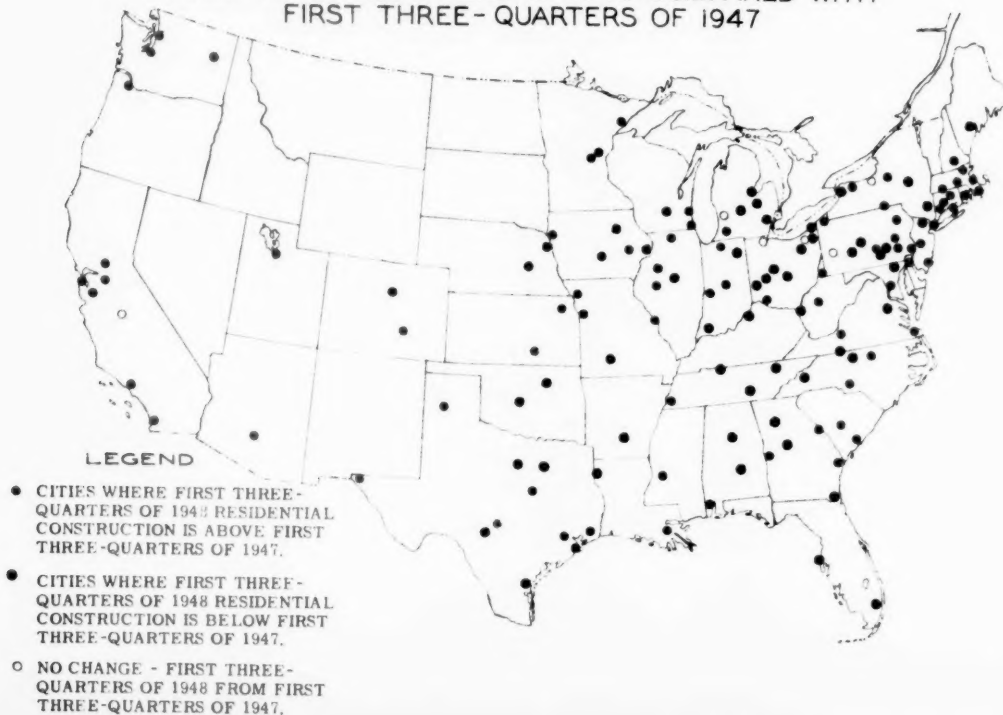 FIRST THREE-QUARTERS OF 1947
LEGEND
CITIES WHERE FIRST THREE-
QUARTERS OF 1948 RESIDENTIAL
CONSTRUCTION IS ABOVE FIRST
THREE-QUARTERS OF 1947.
CITIES WHERE FIRST THREE-
QUARTERS OF 1948 RESIDENTIAL
CONSTRUCTION IS BELOW FIRST
THREE-QUARTERS OF 1947.
NO CHANGE - FIRST THREE-
QUARTERS OF 1948 FROM FIRST
THREE-QUARTERS OF 1947.